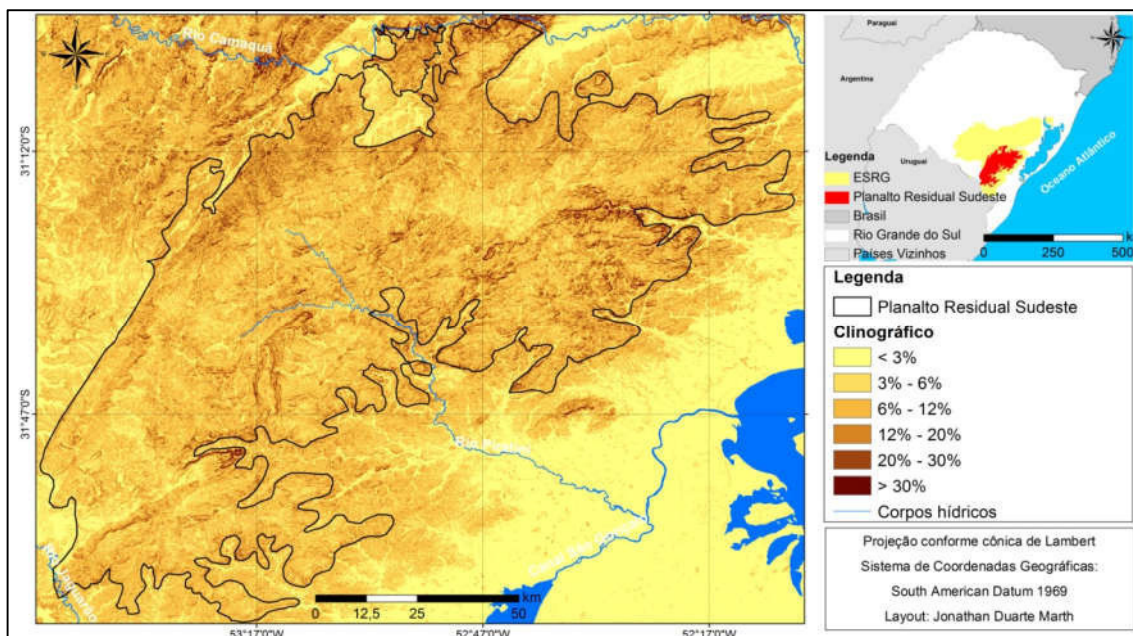 Rio Camaquã
31°12'0"S
31°47'0"S
Rio Piratini
Canal São Gonçalo
Rio Jaguarão
km
0 12,5 25 50
53°17'0"W 52°47'0"W 52°17'0"W
Paraguai
Argentina
Uruguai
Oceano Atlântico
Legenda
ESRG
Planalto Residual Sudeste
Brasil
Rio Grande do Sul
Países Vizinhos
0 250 500
Legenda
Planalto Residual Sudeste
Clinográfico
< 3%
3% - 6%
6% - 12%
12% - 20%
20% - 30%
> 30%
Corpos hídricos
Projeção conforme cônica de Lambert
Sistema de Coordenadas Geográficas:
South American Datum 1969
Layout: Jonathan Duarte Marth